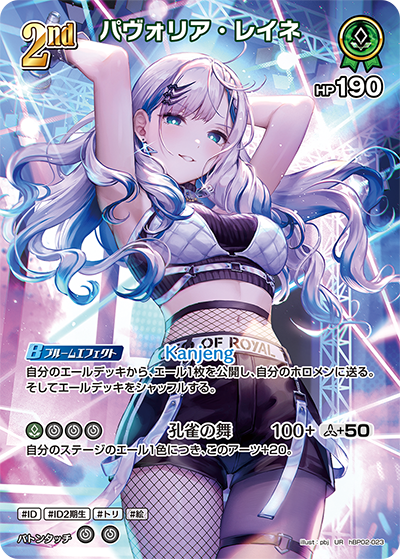 2nd パヴォリア・レイネ
HP190
Bブルームエフェクト Kanjeng
自分のエールデッキから、エール1枚を公開し、自分のホロメンに送る。
そしてエールデッキをシャッフルする。
OF ROYAL
孔雀の舞 100+ +50
自分のステージのエール1色につき、このアーツ+20。
#ID #ID2期生 #トリ #絵
バトンタッチ
illust: pbj UR hBP02-023